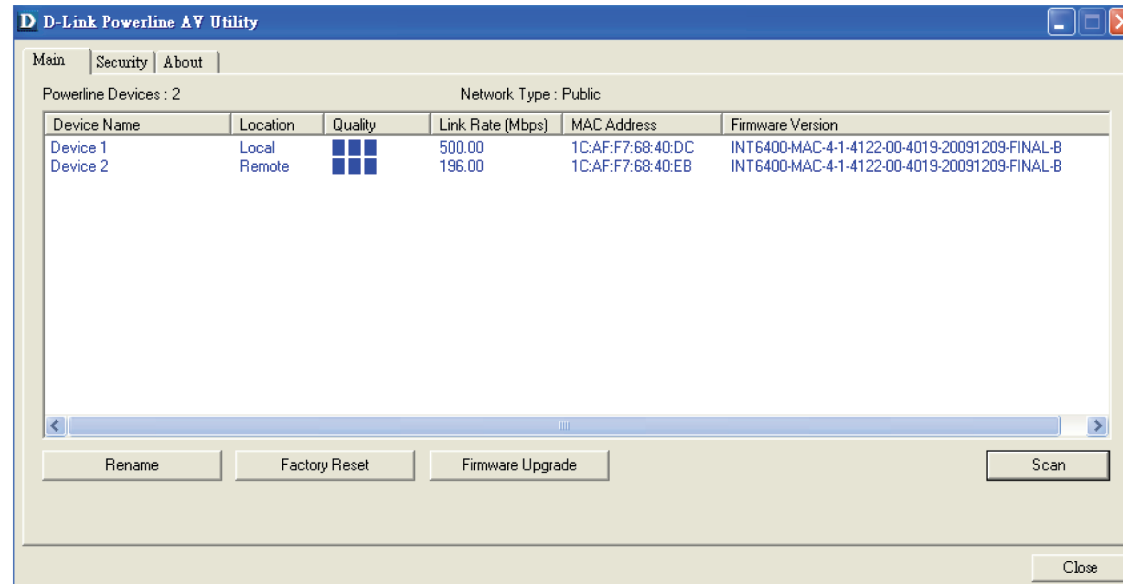 D D-Link Powerline AV Utility
Main Security About
Powerline Devices : 2 Network Type : Public
Device Name Location Quality Link Rate (Mbps) MAC Address Firmware Version
Device 1 Local 500.00 1C:AF:F7:68:40:DC INT6400-MAC-4-1-4122-00-4019-20091209-FINAL-B
Device 2 Remote 196.00 1C:AF:F7:68:40:EB INT6400-MAC-4-1-4122-00-4019-20091209-FINAL-B
Rename Factory Reset Firmware Upgrade Scan
Close